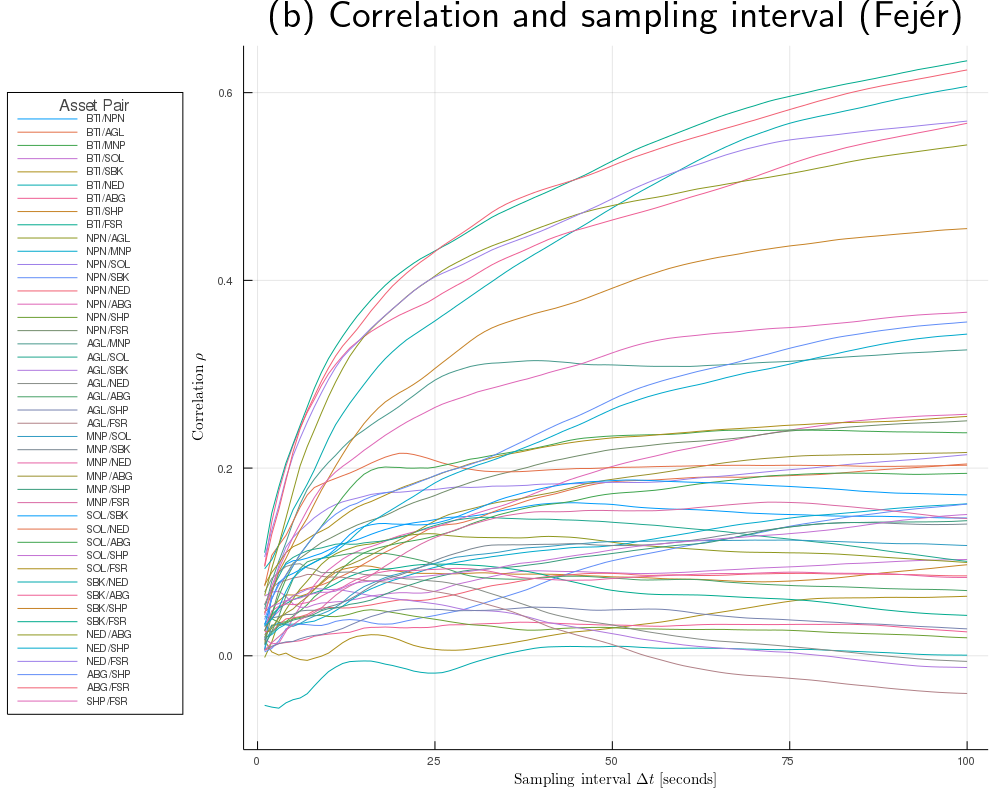 (b) Correlation and sampling interval (Fejér)
Asset Pair
BTI/NPN
BTI/AGL
BTI/MNP
BTI/SOL
BTI/SBK
BTI/NED
BTI/ABG
BTI/SHP
BTI/FSR
NPN/AGL
NPN/MNP
NPN/SOL
NPN/SBK
NPN/NED
NPN/ABG
NPN/SHP
NPN/FSR
AGL/MNP
AGL/SOL
AGL/SBK
AGL/NED
AGL/ABG
AGL/SHP
AGL/FSR
MNP/SOL
MNP/SBK
MNP/NED
MNP/ABG
MNP/SHP
MNP/FSR
SOL/SBK
SOL/NED
SOL/ABG
SOL/SHP
SOL/FSR
SBK/NED
SBK/ABG
SBK/SHP
SBK/FSR
NED/ABG
NED/SHP
NED/FSR
ABG/SHP
ABG/FSR
SHP/FSR
Correlation ρ
0.6
0.4
0.2
0.0
0
25
50
75
100
Sampling interval Δt [seconds]